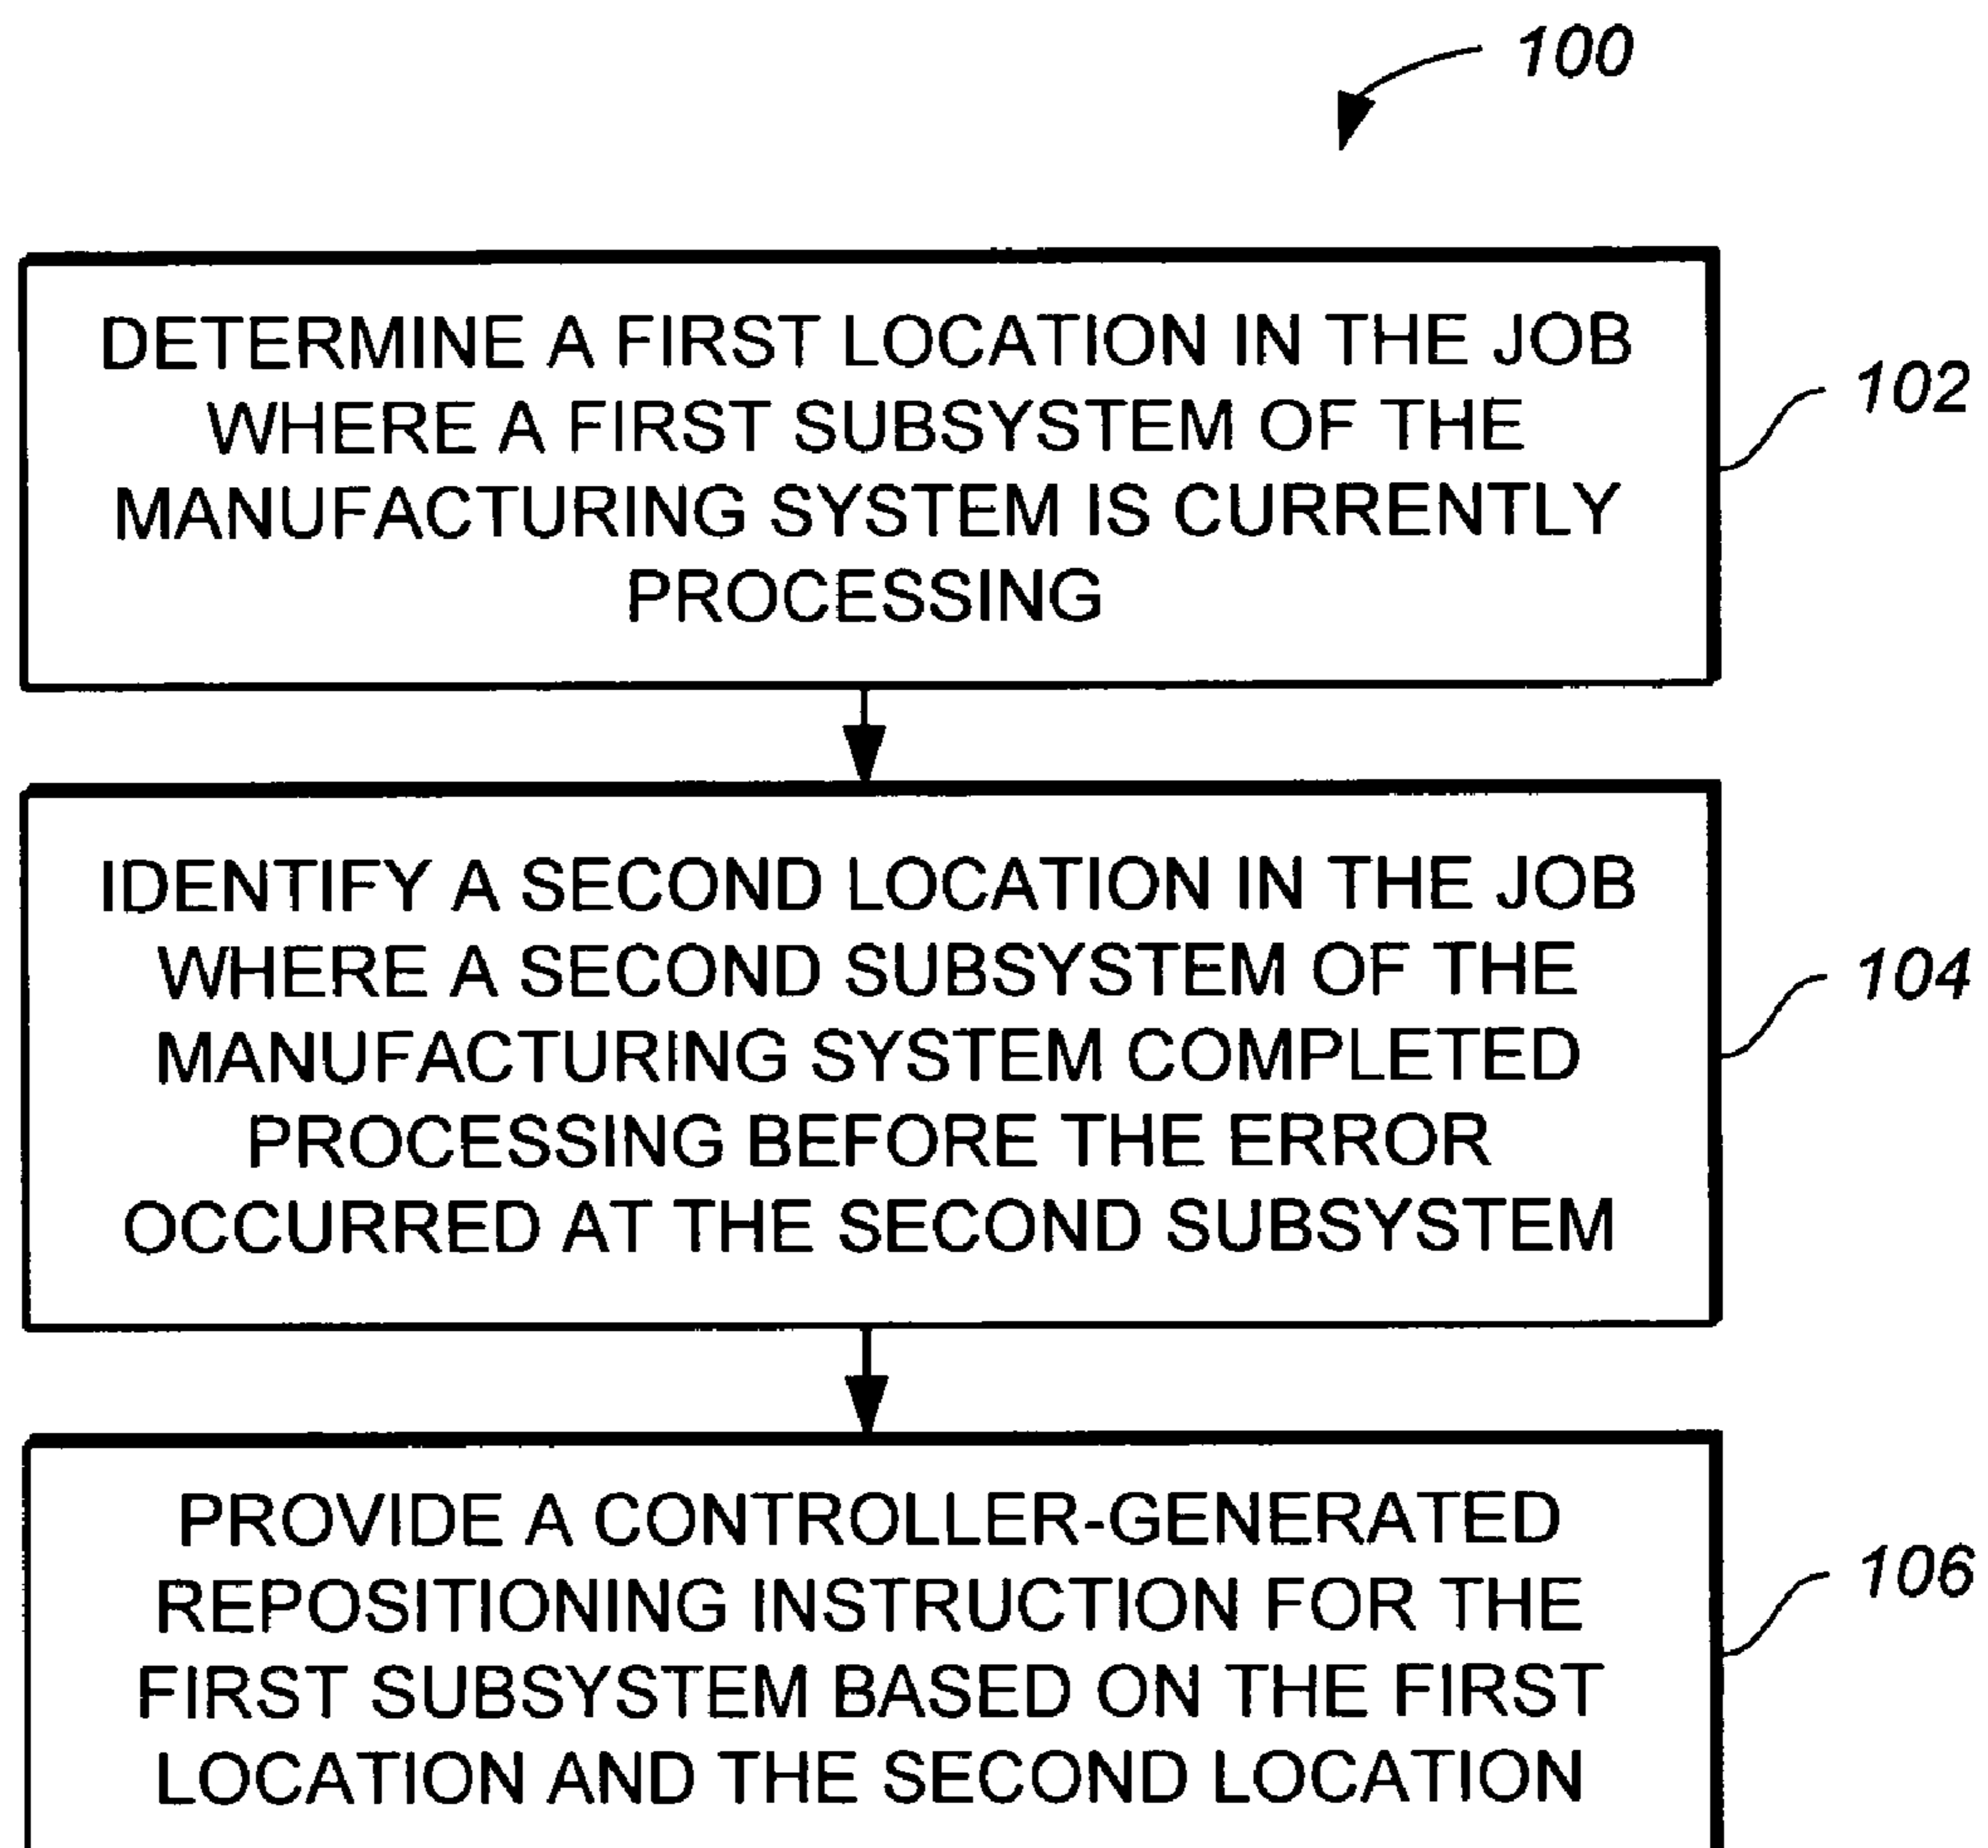 100
DETERMINE A FIRST LOCATION IN THE JOB
WHERE A FIRST SUBSYSTEM OF THE
MANUFACTURING SYSTEM IS CURRENTLY
PROCESSING
102
IDENTIFY A SECOND LOCATION IN THE JOB
WHERE A SECOND SUBSYSTEM OF THE
MANUFACTURING SYSTEM COMPLETED
PROCESSING BEFORE THE ERROR
OCCURRED AT THE SECOND SUBSYSTEM
104
PROVIDE A CONTROLLER-GENERATED
REPOSITIONING INSTRUCTION FOR THE
FIRST SUBSYSTEM BASED ON THE FIRST
LOCATION AND THE SECOND LOCATION
106